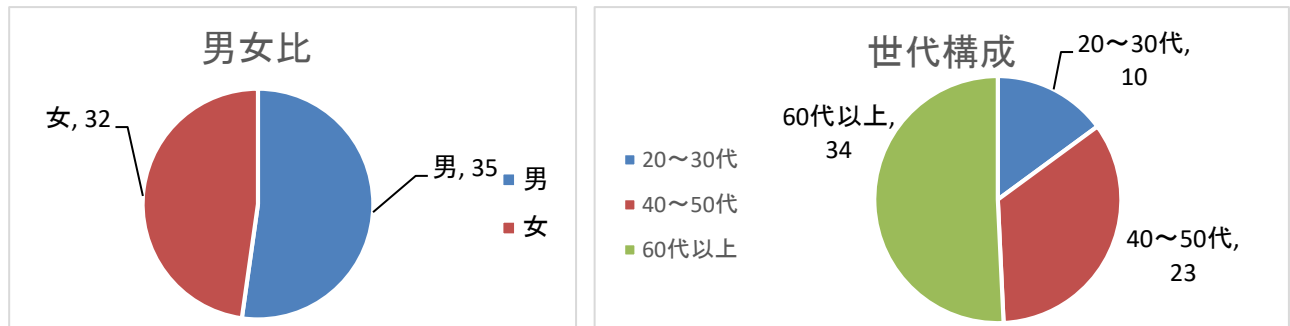 男女比
女, 32
男, 35
男
女
世代構成
20～30代,
10
60代以上,
34
20～30代
40～50代
60代以上
40～50代,
23